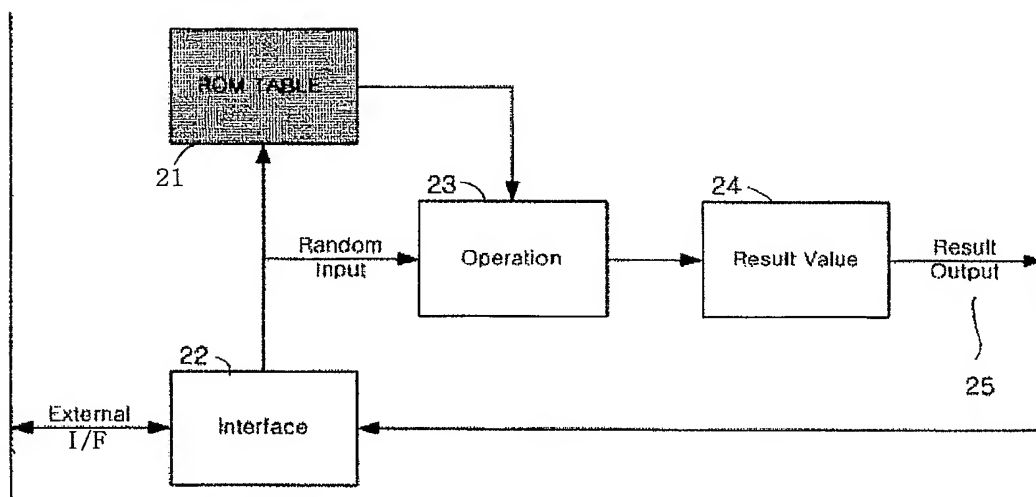 ROM TABLE
21
23
24
Random
Input
Operation
Result Value
Result
Output
22
25
External
I/F
Interface